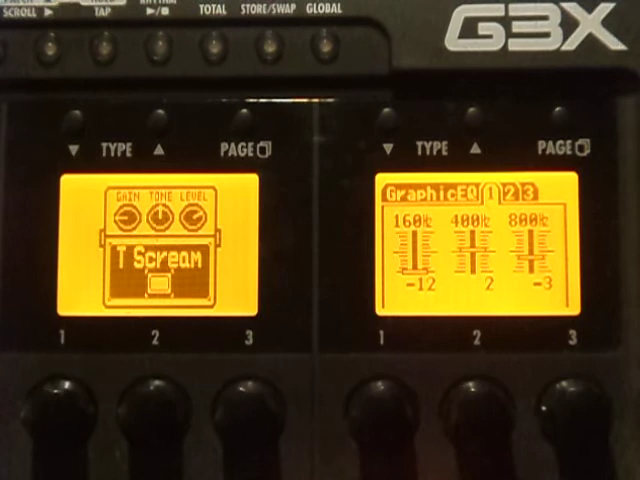 SCROLL ▶ TAP ▶/■ TOTAL STORE/SWAP GLOBAL
G3X
▼ TYPE ▲ PAGE
▼ TYPE ▲ PAGE
GAIN TONE LEVEL
T Scream
GraphicEQ 1 2 3
160Hz 400Hz 800Hz
-12 2 -3
1 2 3
1 2 3